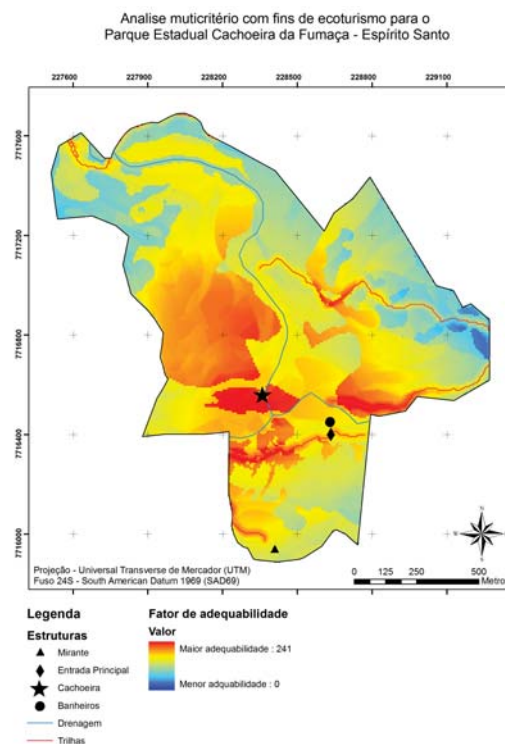 Analise muticritério com fins de ecoturismo para o
Parque Estadual Cachoeira da Fumaça - Espírito Santo
227600 227900 228200 228500 228800 229100
7717600
7717200
7716800
7716400
7716000
Projeção - Universal Transverse de Mercador (UTM)
Fuso 24S - South American Datum 1969 (SAD69)
0 125 250 500
Metro
Legenda
Estruturas
Mirante
Entrada Principal
Cachoeira
Banheiros
Drenagem
Trilhas
Fator de adequabilidade
Valor
Maior adequabilidade : 241
Menor adquabilidade : 0